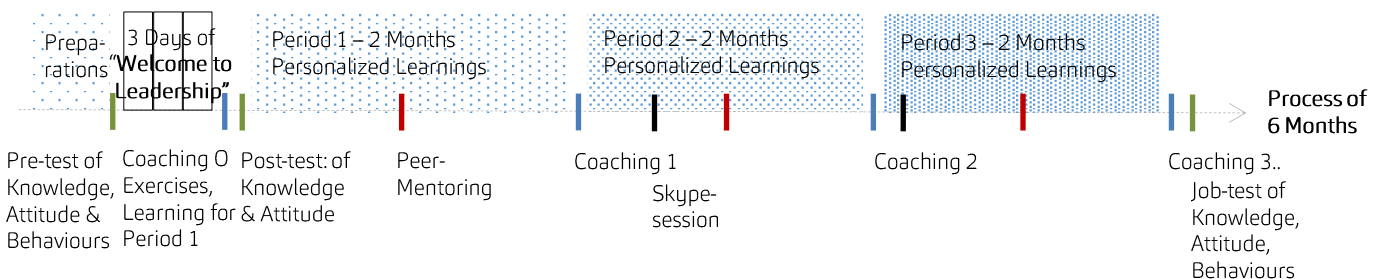 Prepa-
rations
3 Days of
“Welcome to
Leadership”
Period 1 – 2 Months
Personalized Learnings
Period 2 – 2 Months
Personalized Learnings
Period 3 – 2 Months
Personalized Learnings
Process of
6 Months
Pre-test of
Knowledge,
Attitude &
Behaviours
Coaching O
Exercises,
Learning for
Period 1
Post-test: of
Knowledge
& Attitude
Peer-
Mentoring
Coaching 1
Skype-
session
Coaching 2
Coaching 3..
Job-test of
Knowledge,
Attitude,
Behaviours